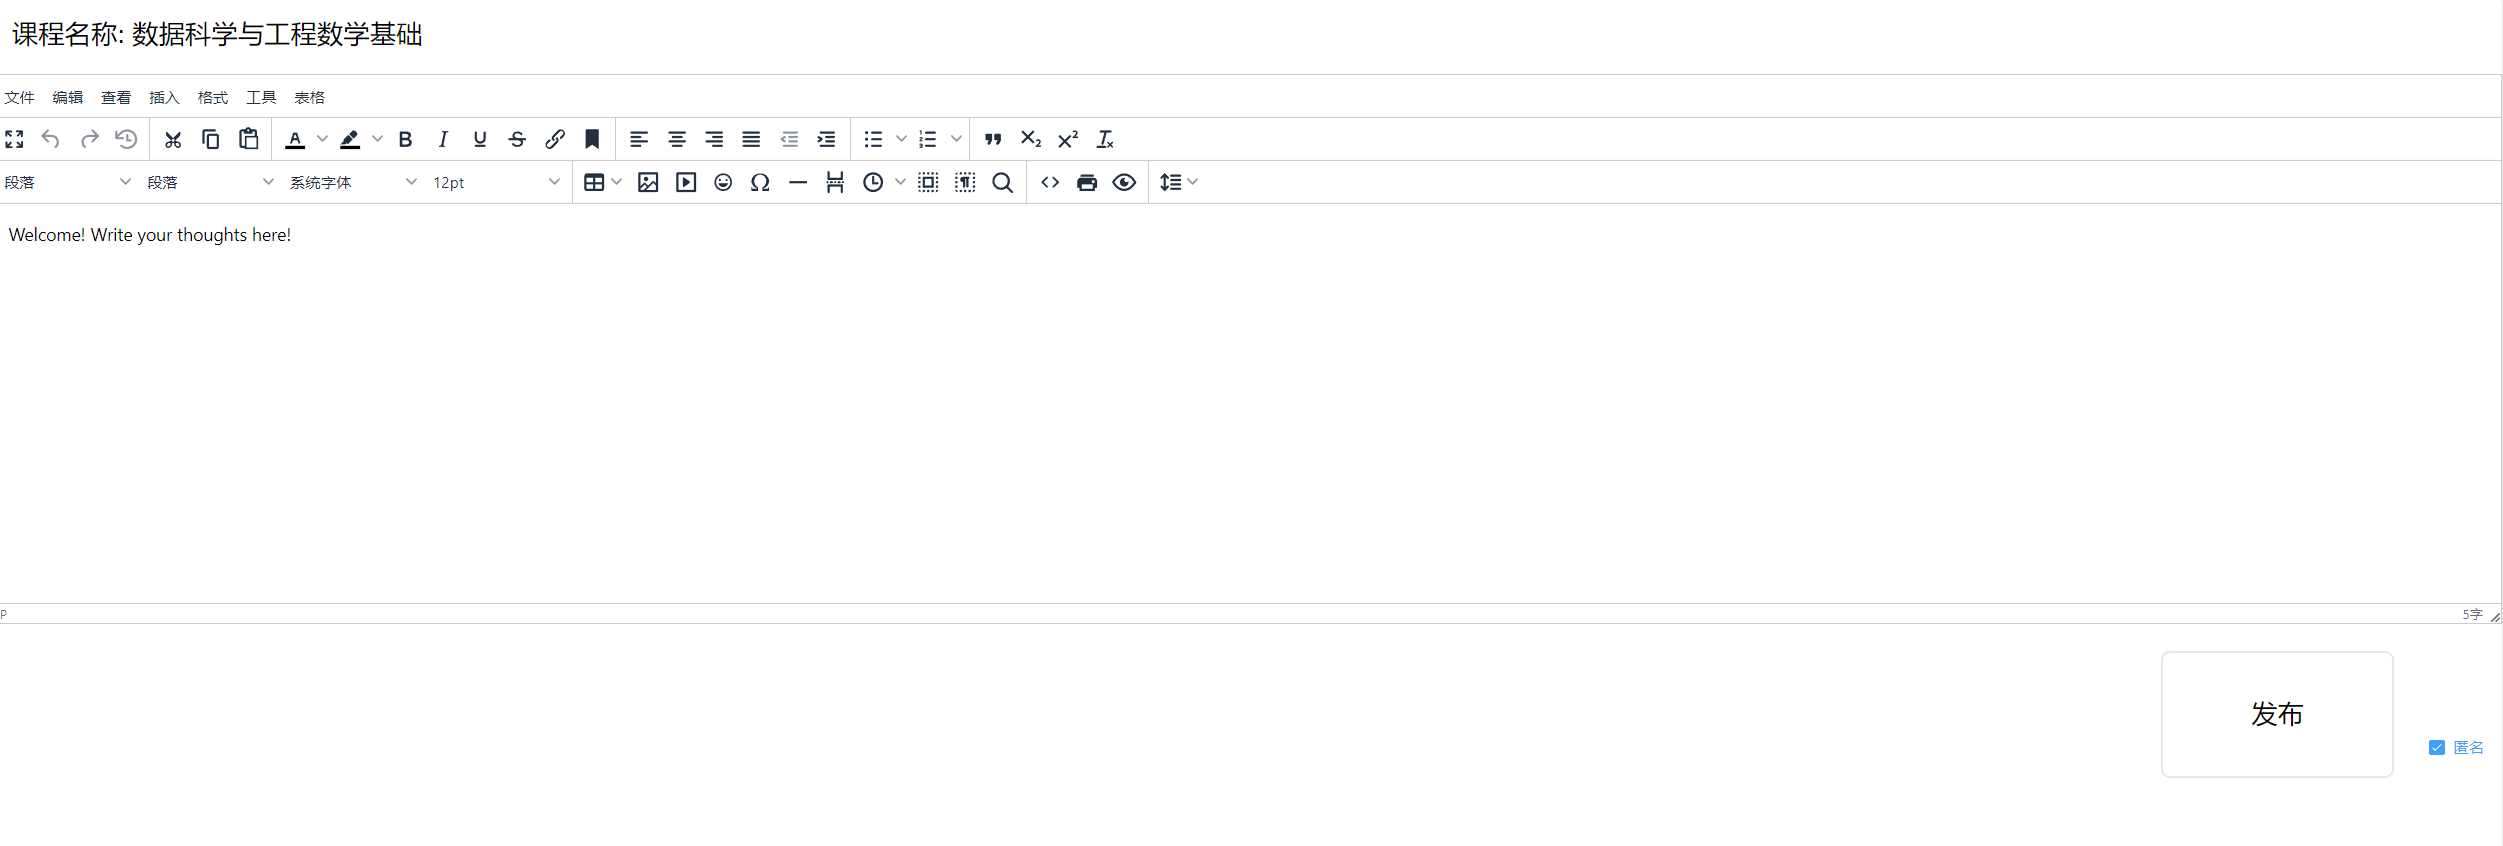 课程名称: 数据科学与工程数学基础
文件 编辑 查看 插入 格式 工具 表格
段落 段落 系统字体 12pt
Welcome! Write your thoughts here!
P 5字
发布
匿名